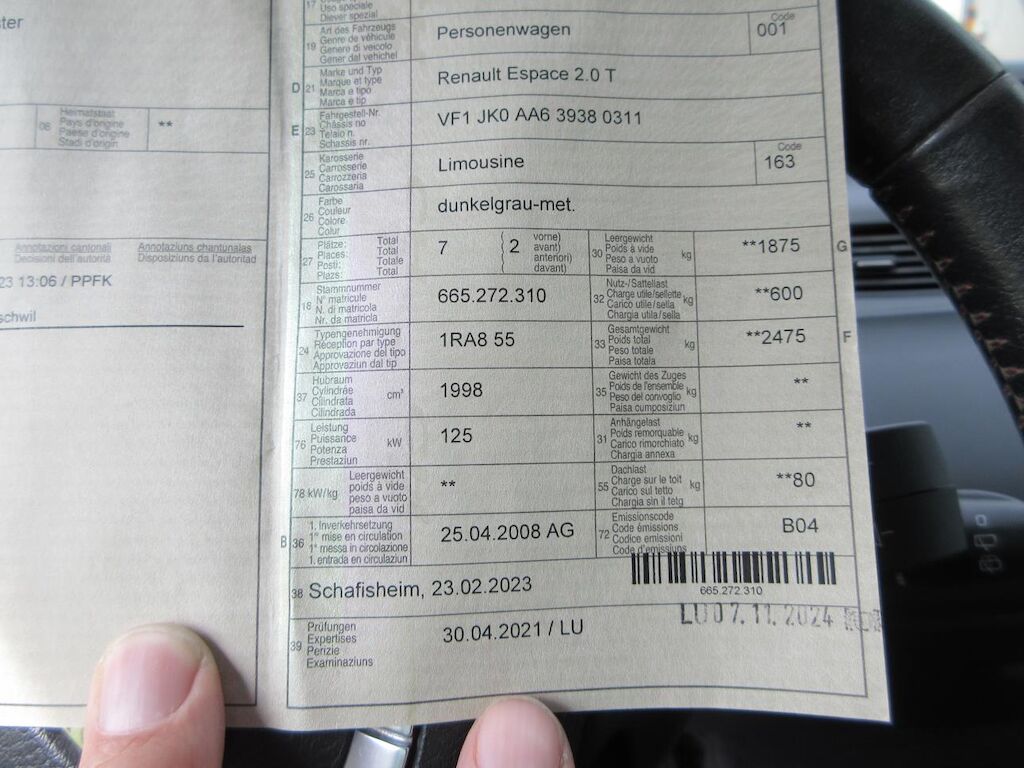 ster
08 Heimatstaat
Pays d'origine
Paese d'origine
Stadi d'origin
**
Annotazioni cantonali
Decisioni dell'autorità
Annotaziuns chantunalas
Disposiziuns da l'autoritad
23 13:06 / PPFK
schwil
17
Uso speciale
Diever spezial
19 Art des Fahrzeugs
Genre de véhicule
Genere di veicolo
Gener dal vehichel
Personenwagen
Code
001
D 21 Marke und Typ
Marque et type
Marca e tipo
Marca e tip
Renault Espace 2.0 T
E 23 Fahrgestell-Nr.
Châssis no
Telaio n.
Schassis nr.
VF1 JK0 AA6 3938 0311
25 Karosserie
Carrosserie
Carrozzeria
Carossaria
Limousine
Code
163
26 Farbe
Couleur
Colore
Colur
dunkelgrau-met.
27 Plätze: Total
Places: Total
Posti: Totale
Plazs: Total
7 ( 2 vorne)
avant)
anteriori)
davant)
30 Leergewicht
Poids à vide
Peso a vuoto
Paisa da vid
kg
**1875 G
18 Stammnummer
N° matricule
N. di matricola
Nr. da matricla
665.272.310
32 Nutz-/Sattellast
Charge utile/sellette
Carico utile/sella
Chargia utila/sella
kg
**600
24 Typengenehmigung
Réception par type
Approvazione del tipo
Approvaziun dal tip
1RA8 55
33 Gesamtgewicht
Poids total
Peso totale
Paisa totala
kg
**2475 F
37 Hubraum
Cylindrée
Cilindrata
Cilindrada
cm³
1998
35 Gewicht des Zuges
Poids de l'ensemble
Peso del convoglio
Paisa cumposiziun
kg
**
76 Leistung
Puissance
Potenza
Prestaziun
kW
125
31 Anhängelast
Poids remorquable
Carico rimorchiato
Chargia annexa
kg
**
78 kW/kg Leergewicht
poids à vide
peso a vuoto
paisa da vid
**
55 Dachlast
Charge sur le toit
Carico sul tetto
Chargia sin il tetg
kg
**80
B 36 1. Inverkehrsetzung
1re mise en circulation
1a messa in circolazione
1. entrada en circulaziun
25.04.2008 AG
72 Emissionscode
Code émissions
Codice emissioni
Code d'emissiuns
B04
38 Schafisheim, 23.02.2023
665.272.310
39 Prüfungen
Expertises
Perizie
Examinaziuns
30.04.2021 / LU
LU 07.11.2024